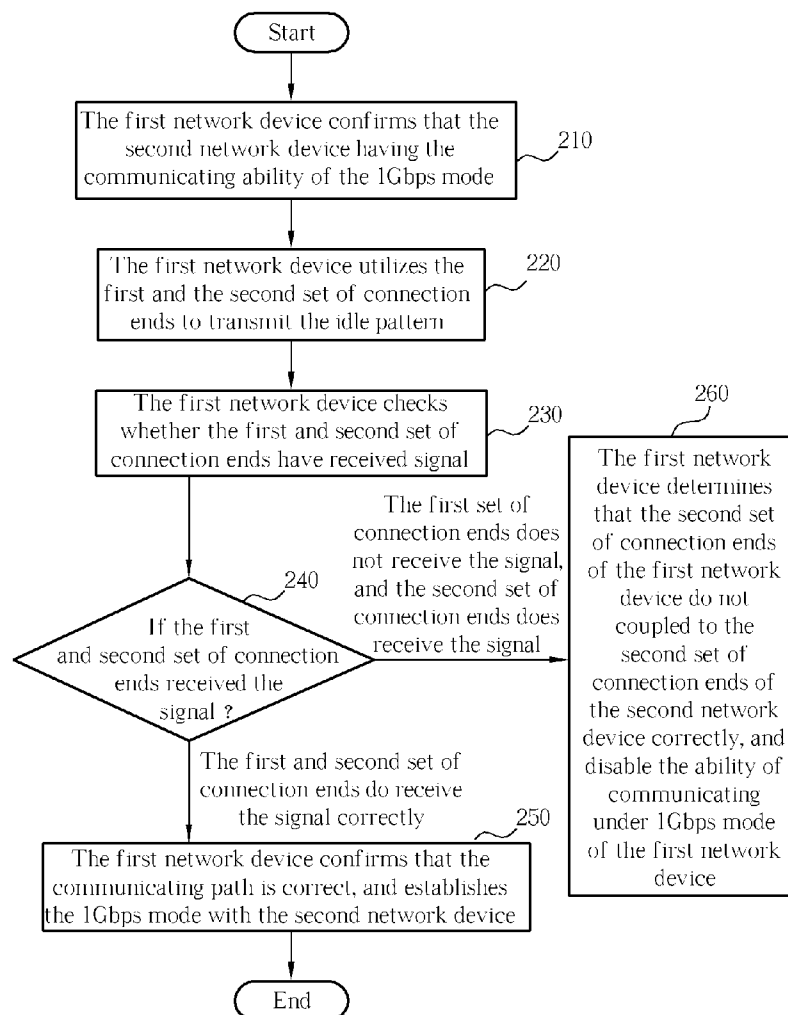 Start
The first network device confirms that the
second network device having the
communicating ability of the 1Gbps mode
210
The first network device utilizes the
first and the second set of connection
ends to transmit the idle pattern
220
The first network device checks
whether the first and second set of
connection ends have received signal
230
240
If the first
and second set of connection
ends received the
signal ?
The first set of
connection ends does
not receive the signal,
and the second set of
connection ends does
receive the signal
260
The first network
device determines
that the second set
of connection ends
of the first network
device do not
coupled to the
second set of
connection ends of
the second network
device correctly, and
disable the ability of
communicating
under 1Gbps mode
of the first network
device
The first and second set of
connection ends do receive
the signal correctly
250
The first network device confirms that the
communicating path is correct, and establishes
the 1Gbps mode with the second network device
End